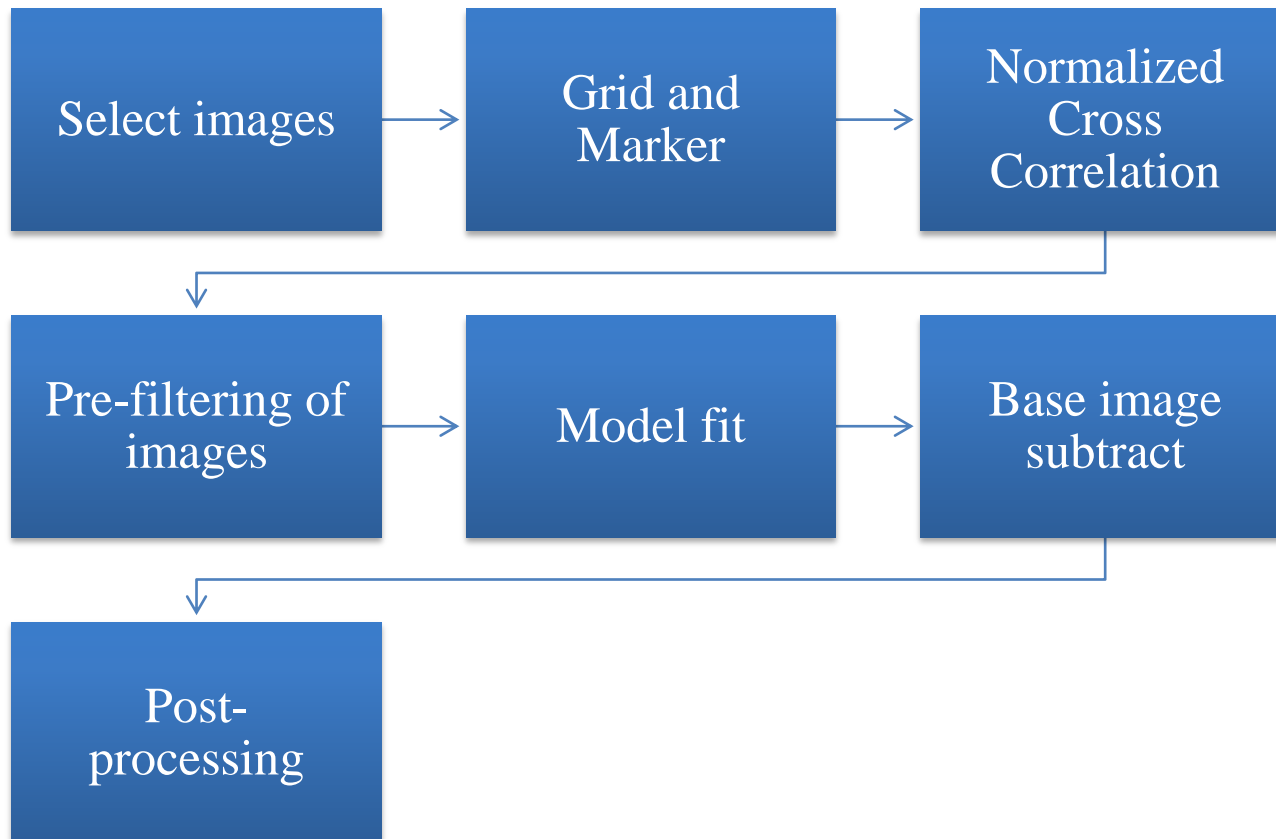 Select images
Grid and
Marker
Normalized
Cross
Correlation
Pre-filtering of
images
Model fit
Base image
subtract
Post-
processing